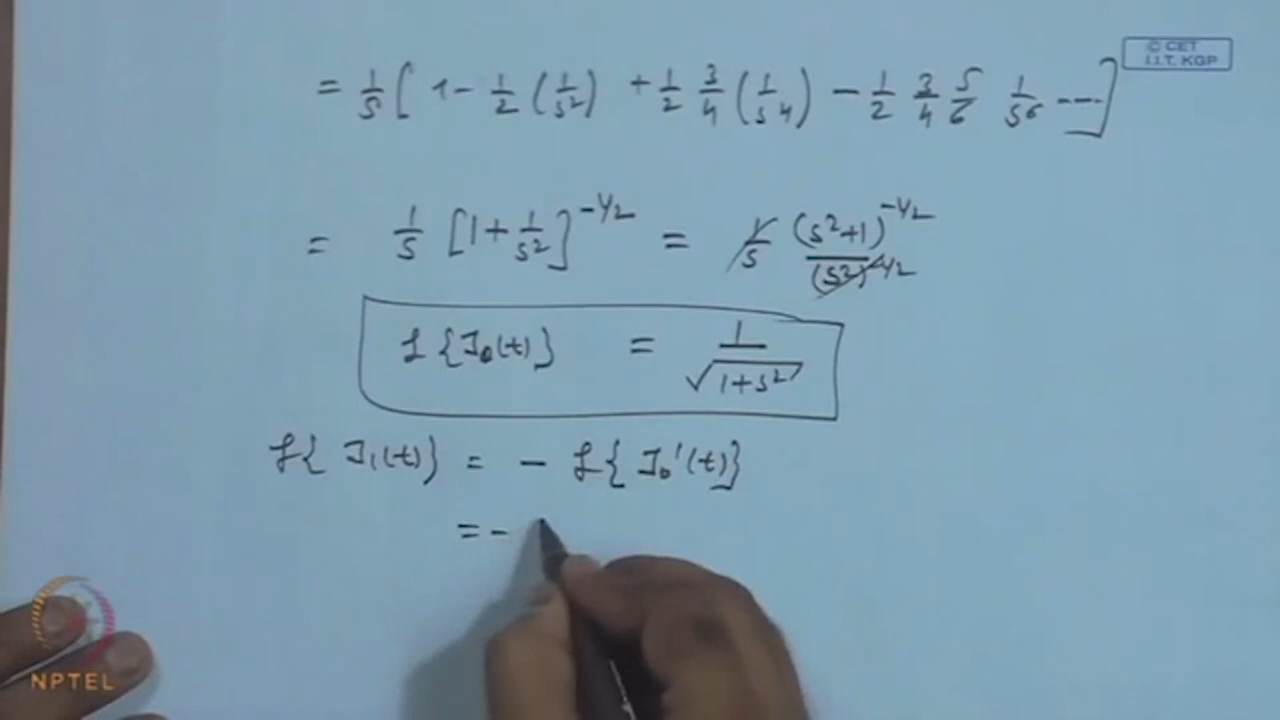 © CET
I.I.T. KGP
= 1/s [ 1 - 1/2 (1/s²) + 1/2 3/4 (1/s⁴) - 1/2 3/4 5/6 1/s⁶ ---- ]
= 1/s [1 + 1/s²]^(-1/2) = 1/s (s²+1)^(-1/2) / (s²)^(-1/2)
ℒ{J₀(t)} = 1/√(1+s²)
ℒ{ J₁(t)} = - ℒ{ J₀'(t)}
= -
NPTEL